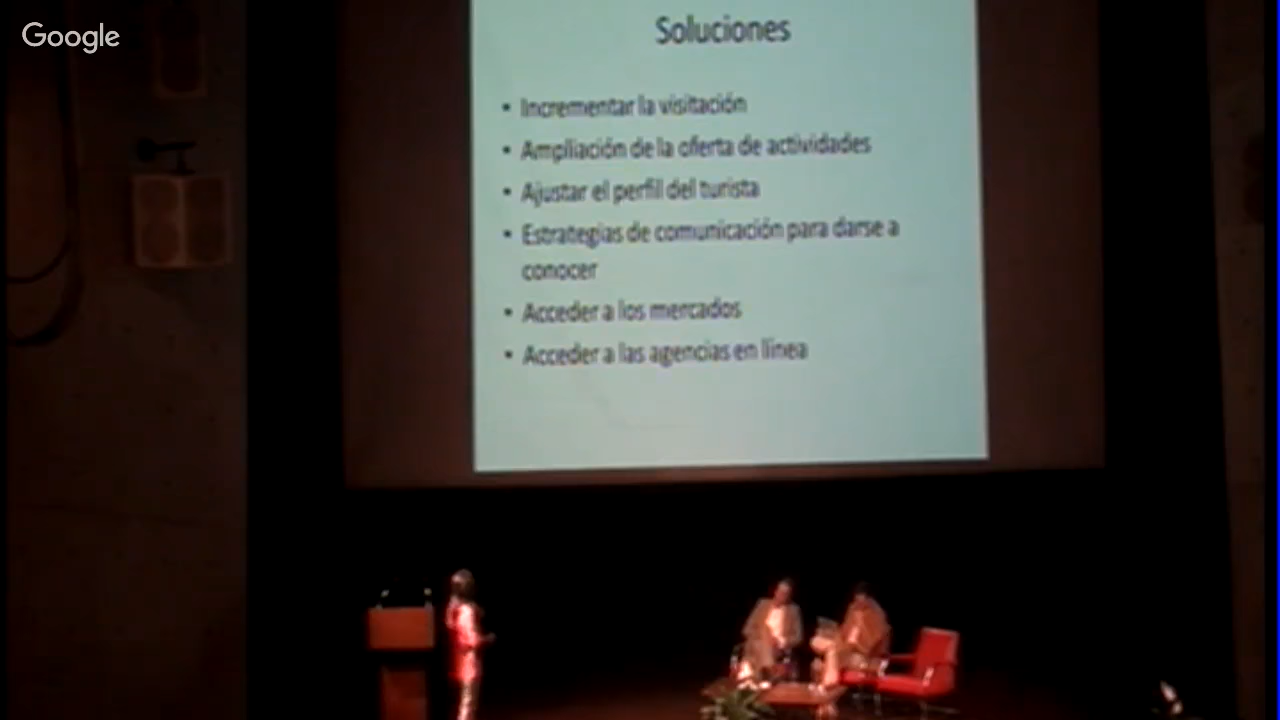 Google
Soluciones
• Incrementar la visitación
• Ampliación de la oferta de actividades
• Ajustar el perfil del turista
• Estrategias de comunicación para darse a
conocer
• Acceder a los mercados
• Acceder a las agencias en línea